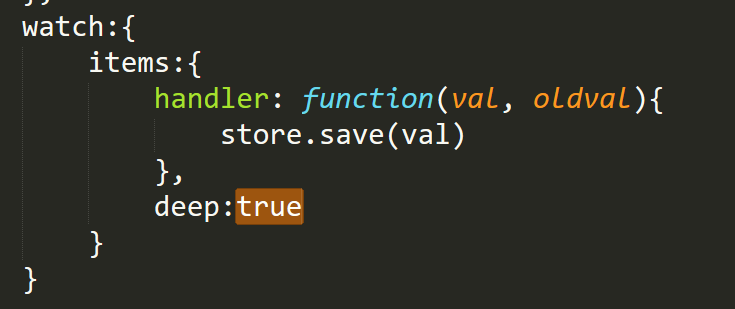 watch:{
items:{
handler: function(val, oldval){
store.save(val)
},
deep:true
}
}